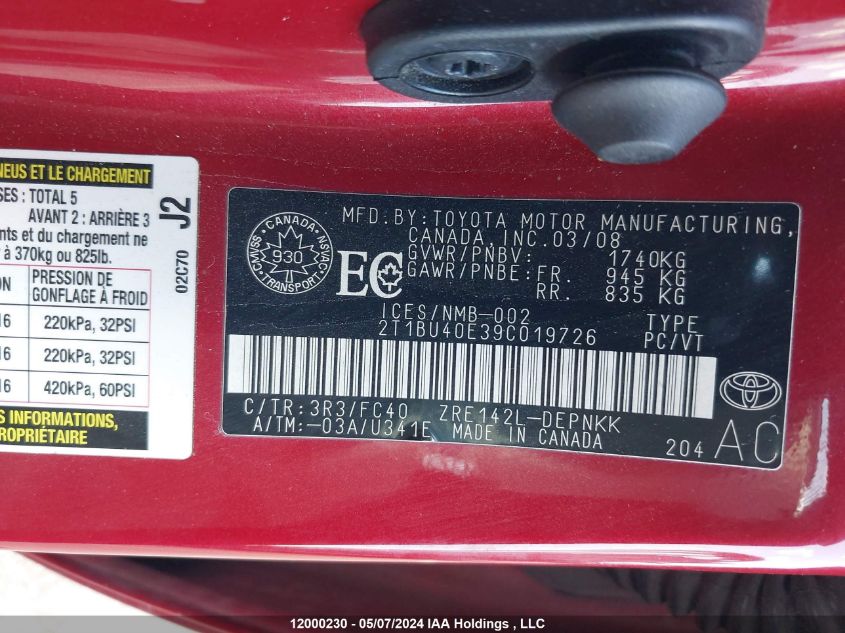 NEUS ET LE CHARGEMENT
SES : TOTAL 5
AVANT 2 : ARRIÈRE 3
nts et du chargement ne
r à 370kg ou 825lb.
ON PRESSION DE GONFLAGE À FROID
16 220kPa, 32PSI
16 220kPa, 32PSI
16 420kPa, 60PSI
S INFORMATIONS,
ROPRIÉTAIRE
J2
02C70
CANADA
CMVSS NSVAC
930
TRANSPORT
EC
MFD.BY:TOYOTA MOTOR MANUFACTURING,
CANADA,INC.03/08
GVWR/PNBV: 1740KG
GAWR/PNBE:FR. 945 KG
RR. 835 KG
ICES/NMB-002 TYPE
2T1BU40E39C019726 PC/VT
C/TR:3R3/FC40 ZRE142L-DEPNKK
A/TM:-03A/U341E MADE IN CANADA
204 AC
12000230 - 05/07/2024 IAA Holdings , LLC